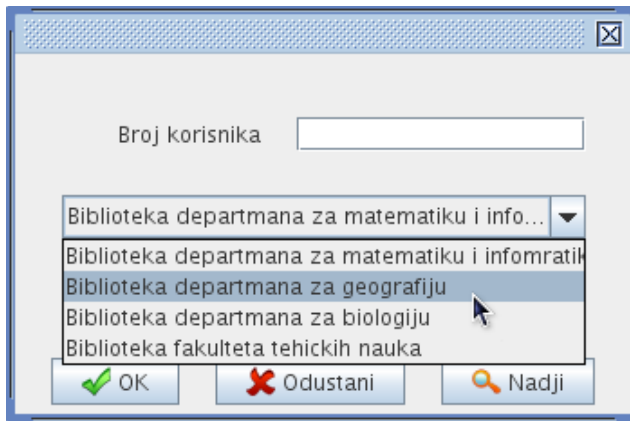 Broj korisnika
Biblioteka departmana za matematiku i info...
Biblioteka departmana za matematiku i infomratik
Biblioteka departmana za geografiju
Biblioteka departmana za biologiju
Biblioteka fakulteta tehickih nauka
OK Odustani Nadji